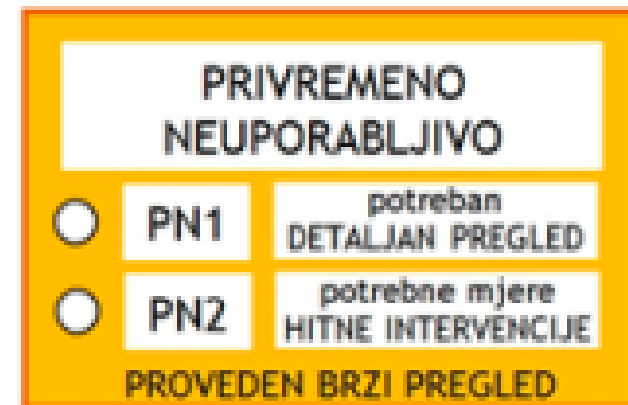 PRIVREMENO
NEUPORABLJIVO
PN1
potreban
DETALJAN PREGLED
PN2
potrebne mjere
HITNE INTERVENCIJE
PROVEDEN BRZI PREGLED